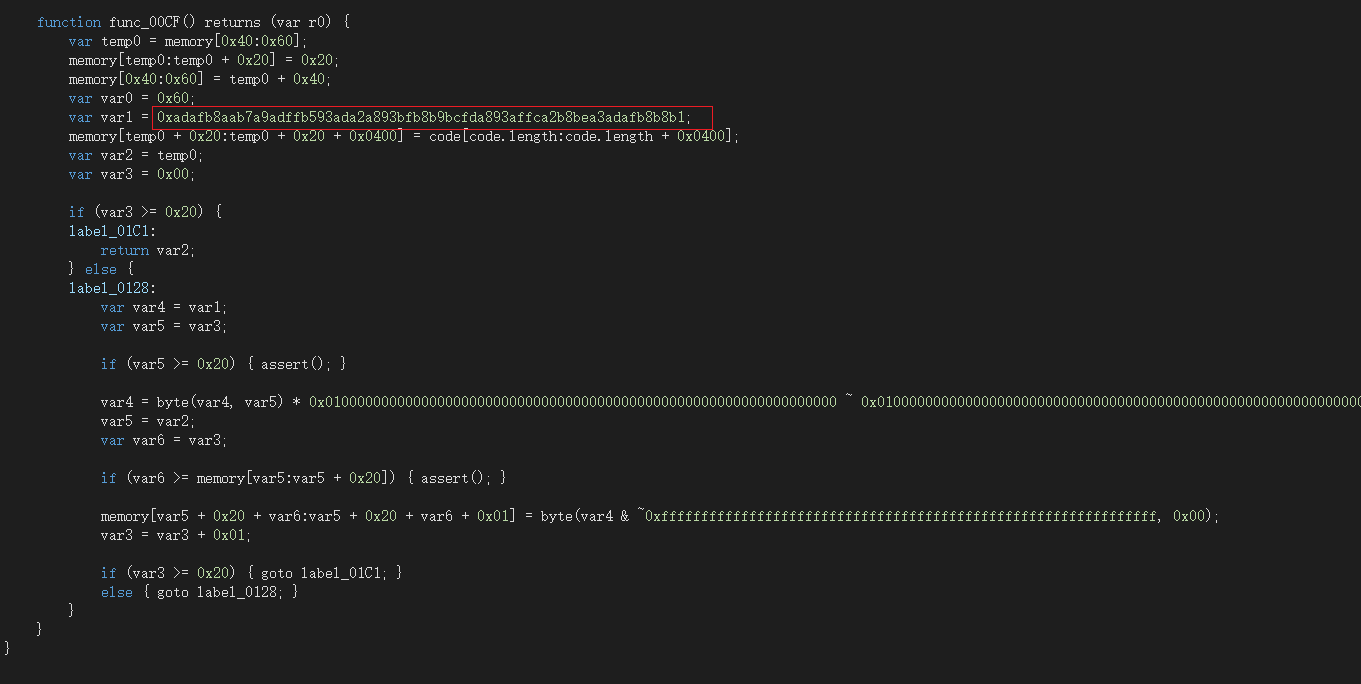 function func_00CF() returns (var r0) {
var temp0 = memory[0x40:0x60];
memory[temp0:temp0 + 0x20] = 0x20;
memory[0x40:0x60] = temp0 + 0x40;
var var0 = 0x60;
var var1 = 0xadafb8aab7a9adffb593ada2a893bfb8b9bcfda893affca2b8bea3adafb8b8b1;
memory[temp0 + 0x20:temp0 + 0x20 + 0x0400] = code[code.length:code.length + 0x0400];
var var2 = temp0;
var var3 = 0x00;
if (var3 >= 0x20) {
label_01C1:
return var2;
} else {
label_0128:
var var4 = var1;
var var5 = var3;
if (var5 >= 0x20) { assert(); }
var4 = byte(var4, var5) * 0x0100000000000000000000000000000000000000000000000000000000000000 ~ 0x0100000000000000000000000000000000000000000000000000000000000
var5 = var2;
var var6 = var3;
if (var6 >= memory[var5:var5 + 0x20]) { assert(); }
memory[var5 + 0x20 + var6:var5 + 0x20 + var6 + 0x01] = byte(var4 & ~0xffffffffffffffffffffffffffffffffffffffffffffffffffffffffffffff, 0x00);
var3 = var3 + 0x01;
if (var3 >= 0x20) { goto label_01C1; }
else { goto label_0128; }
}
}
}